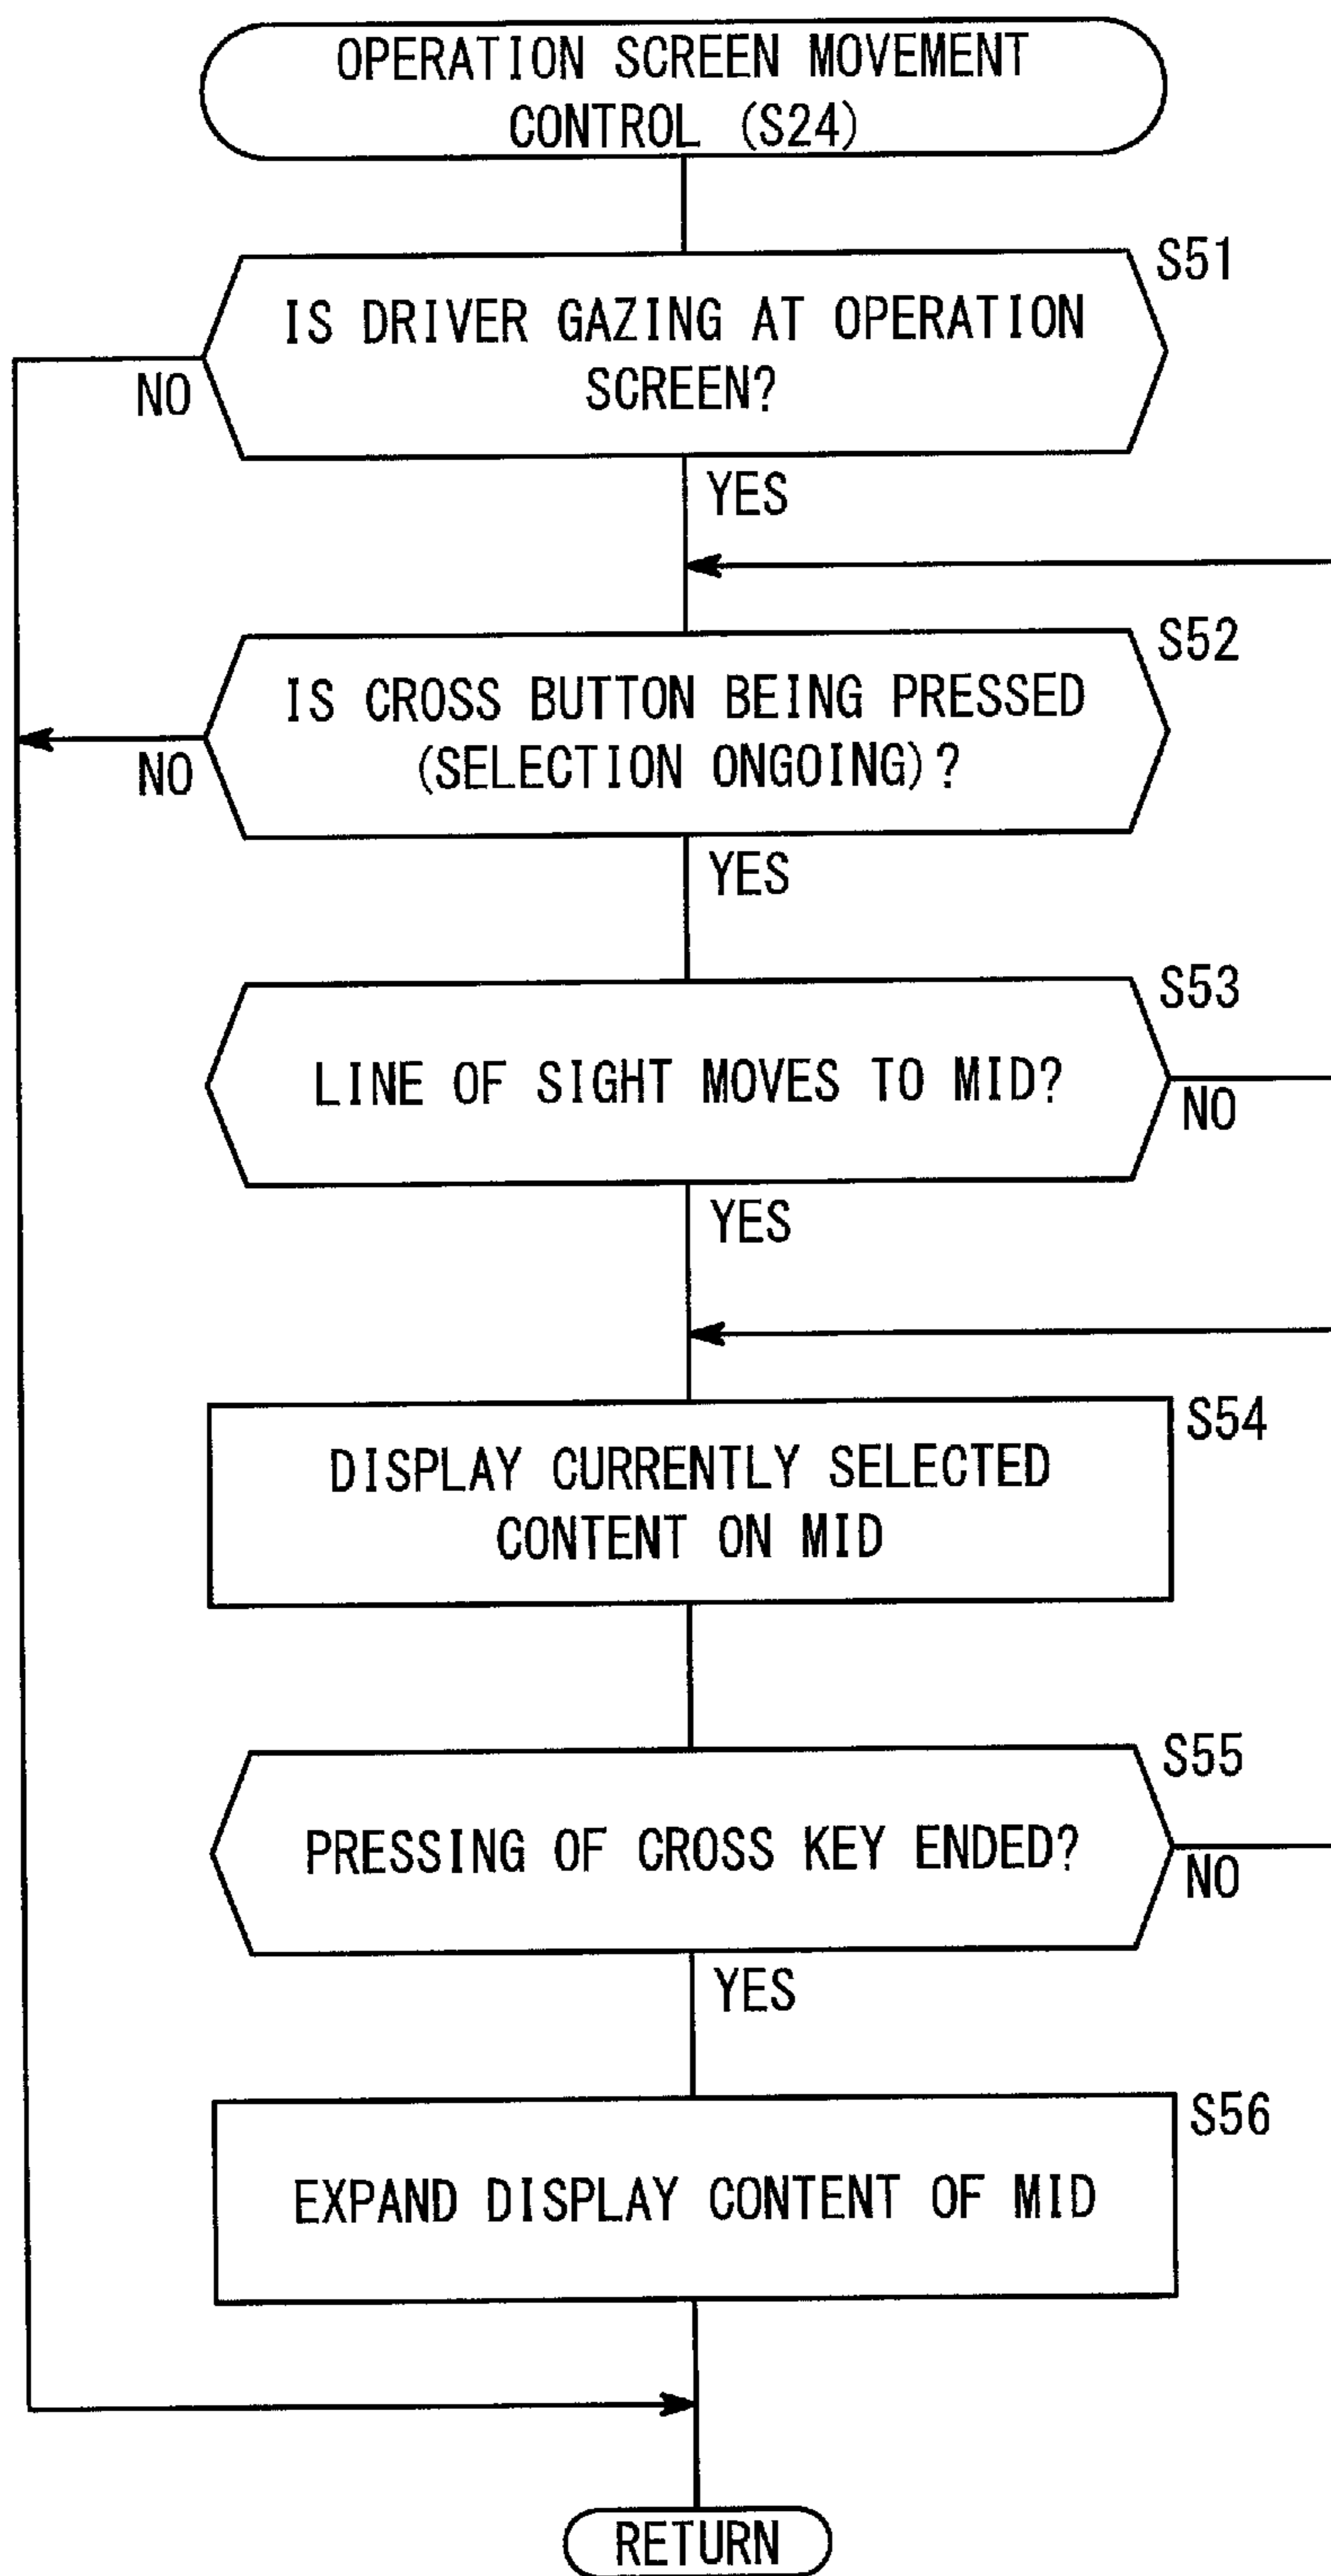 OPERATION SCREEN MOVEMENT
CONTROL (S24)
S51
IS DRIVER GAZING AT OPERATION
SCREEN?
NO
YES
S52
IS CROSS BUTTON BEING PRESSED
(SELECTION ONGOING)?
NO
YES
S53
LINE OF SIGHT MOVES TO MID?
NO
YES
S54
DISPLAY CURRENTLY SELECTED
CONTENT ON MID
S55
PRESSING OF CROSS KEY ENDED?
NO
YES
S56
EXPAND DISPLAY CONTENT OF MID
RETURN